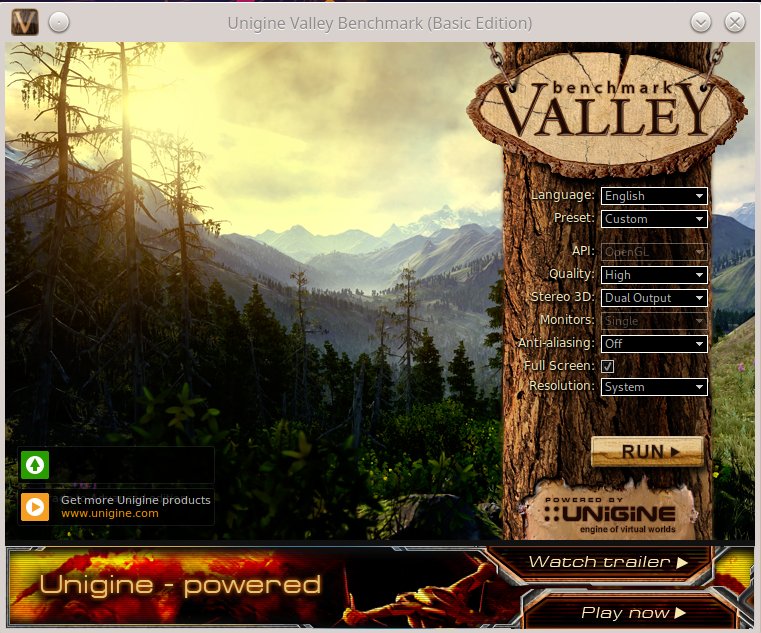 Unigine Valley Benchmark (Basic Edition)
benchmark
VALLEY
Language: English
Preset: Custom
API: OpenGL
Quality: High
Stereo 3D: Dual Output
Monitors: Single
Anti-aliasing: Off
Full Screen:
Resolution: System
RUN
Get more Unigine products
www.unigine.com
POWERED BY
UNiGiNE
engine of virtual worlds
Unigine - powered
Watch trailer
Play now